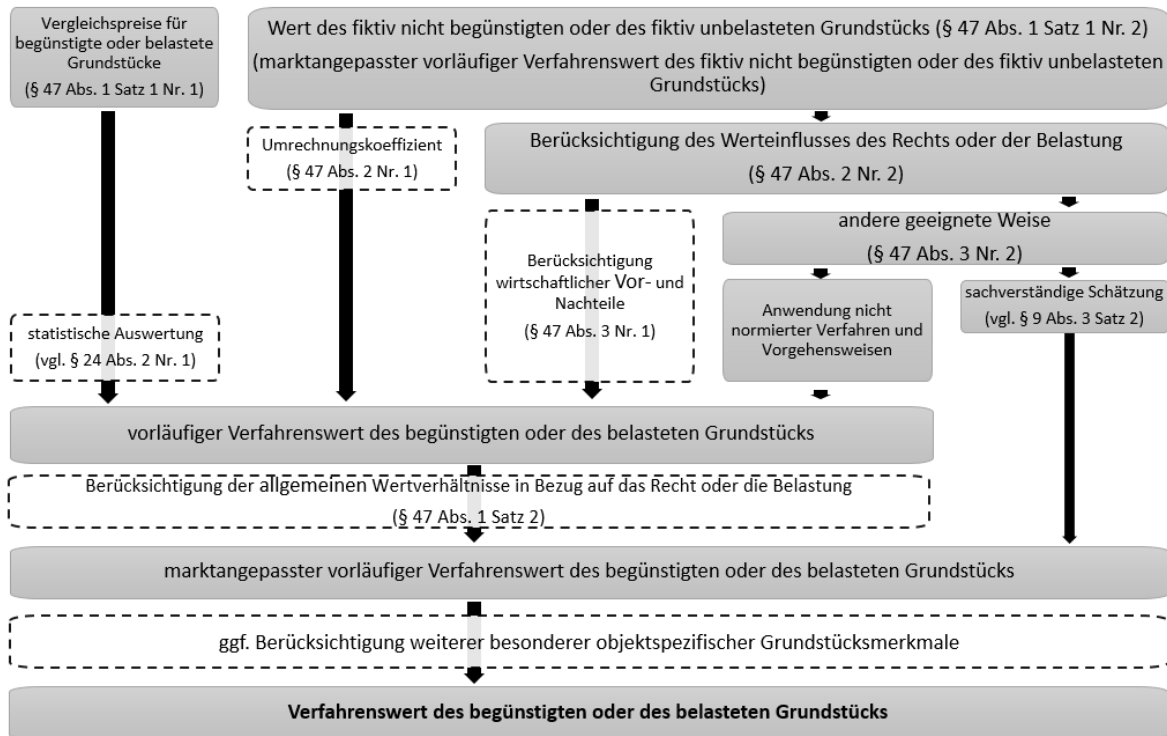 Vergleichspreise für
begünstigte oder belastete
Grundstücke
(§ 47 Abs. 1 Satz 1 Nr. 1)
Wert des fiktiv nicht begünstigten oder des fiktiv unbelasteten Grundstücks (§ 47 Abs. 1 Satz 1 Nr. 2)
(marktangepasster vorläufiger Verfahrenswert des fiktiv nicht begünstigten oder des fiktiv unbelasteten
Grundstücks)
Umrechnungskoeffizient
(§ 47 Abs. 2 Nr. 1)
Berücksichtigung des Werteinflusses des Rechts oder der Belastung
(§ 47 Abs. 2 Nr. 2)
andere geeignete Weise
(§ 47 Abs. 3 Nr. 2)
Berücksichtigung
wirtschaftlicher Vor- und
Nachteile
(§ 47 Abs. 3 Nr. 1)
Anwendung nicht
normierter Verfahren und
Vorgehensweisen
sachverständige Schätzung
(vgl. § 9 Abs. 3 Satz 2)
statistische Auswertung
(vgl. § 24 Abs. 2 Nr. 1)
vorläufiger Verfahrenswert des begünstigten oder des belasteten Grundstücks
Berücksichtigung der allgemeinen Wertverhältnisse in Bezug auf das Recht oder die Belastung
(§ 47 Abs. 1 Satz 2)
marktangepasster vorläufiger Verfahrenswert des begünstigten oder des belasteten Grundstücks
ggf. Berücksichtigung weiterer besonderer objektspezifischer Grundstücksmerkmale
Verfahrenswert des begünstigten oder des belasteten Grundstücks